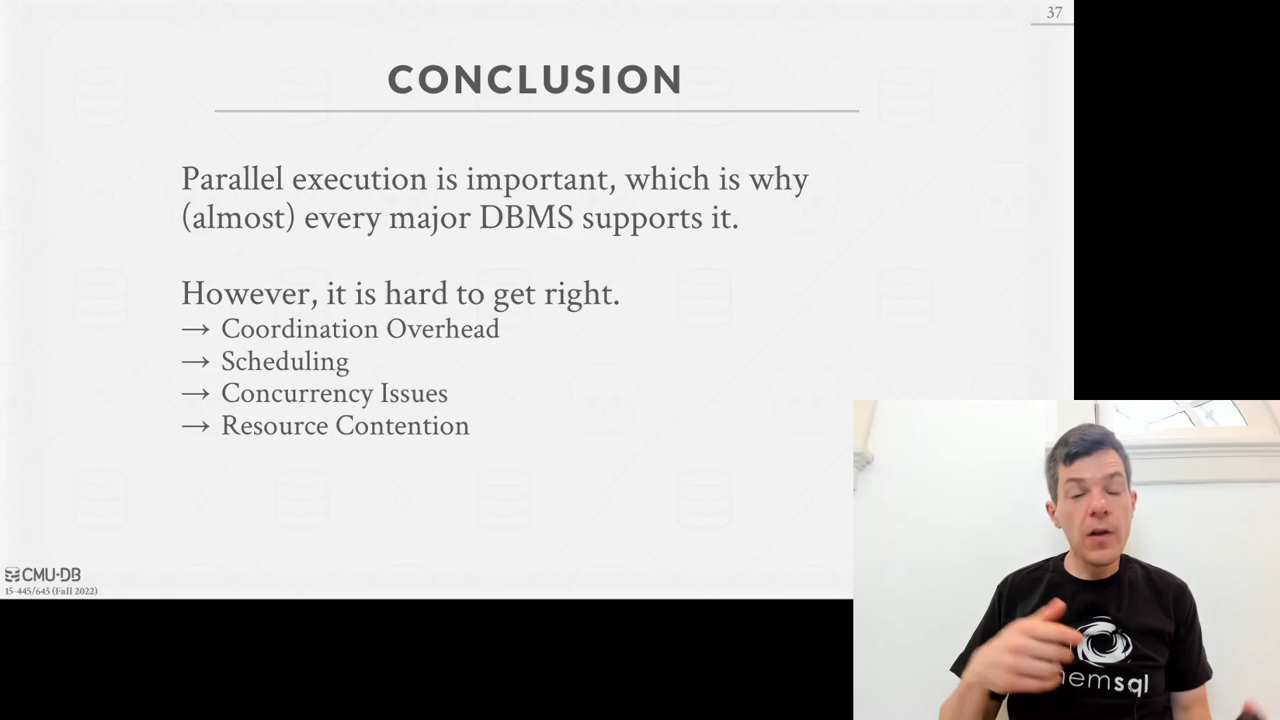 37
CONCLUSION
Parallel execution is important, which is why
(almost) every major DBMS supports it.
However, it is hard to get right.
→ Coordination Overhead
→ Scheduling
→ Concurrency Issues
→ Resource Contention
CMU·DB
15-445/645 (Fall 2022)
emsql